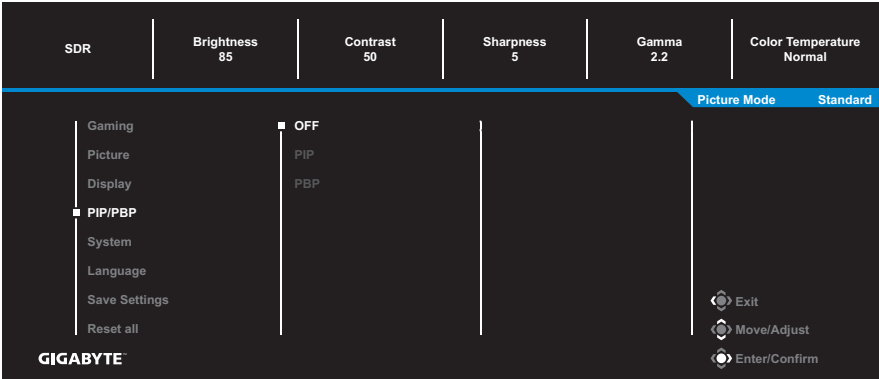 SDR
Brightness
85
Contrast
50
Sharpness
5
Gamma
2.2
Color Temperature
Normal
Picture Mode Standard
Gaming
Picture
Display
PIP/PBP
System
Language
Save Settings
Reset all
OFF
PIP
PBP
Exit
Move/Adjust
Enter/Confirm
GIGABYTE™